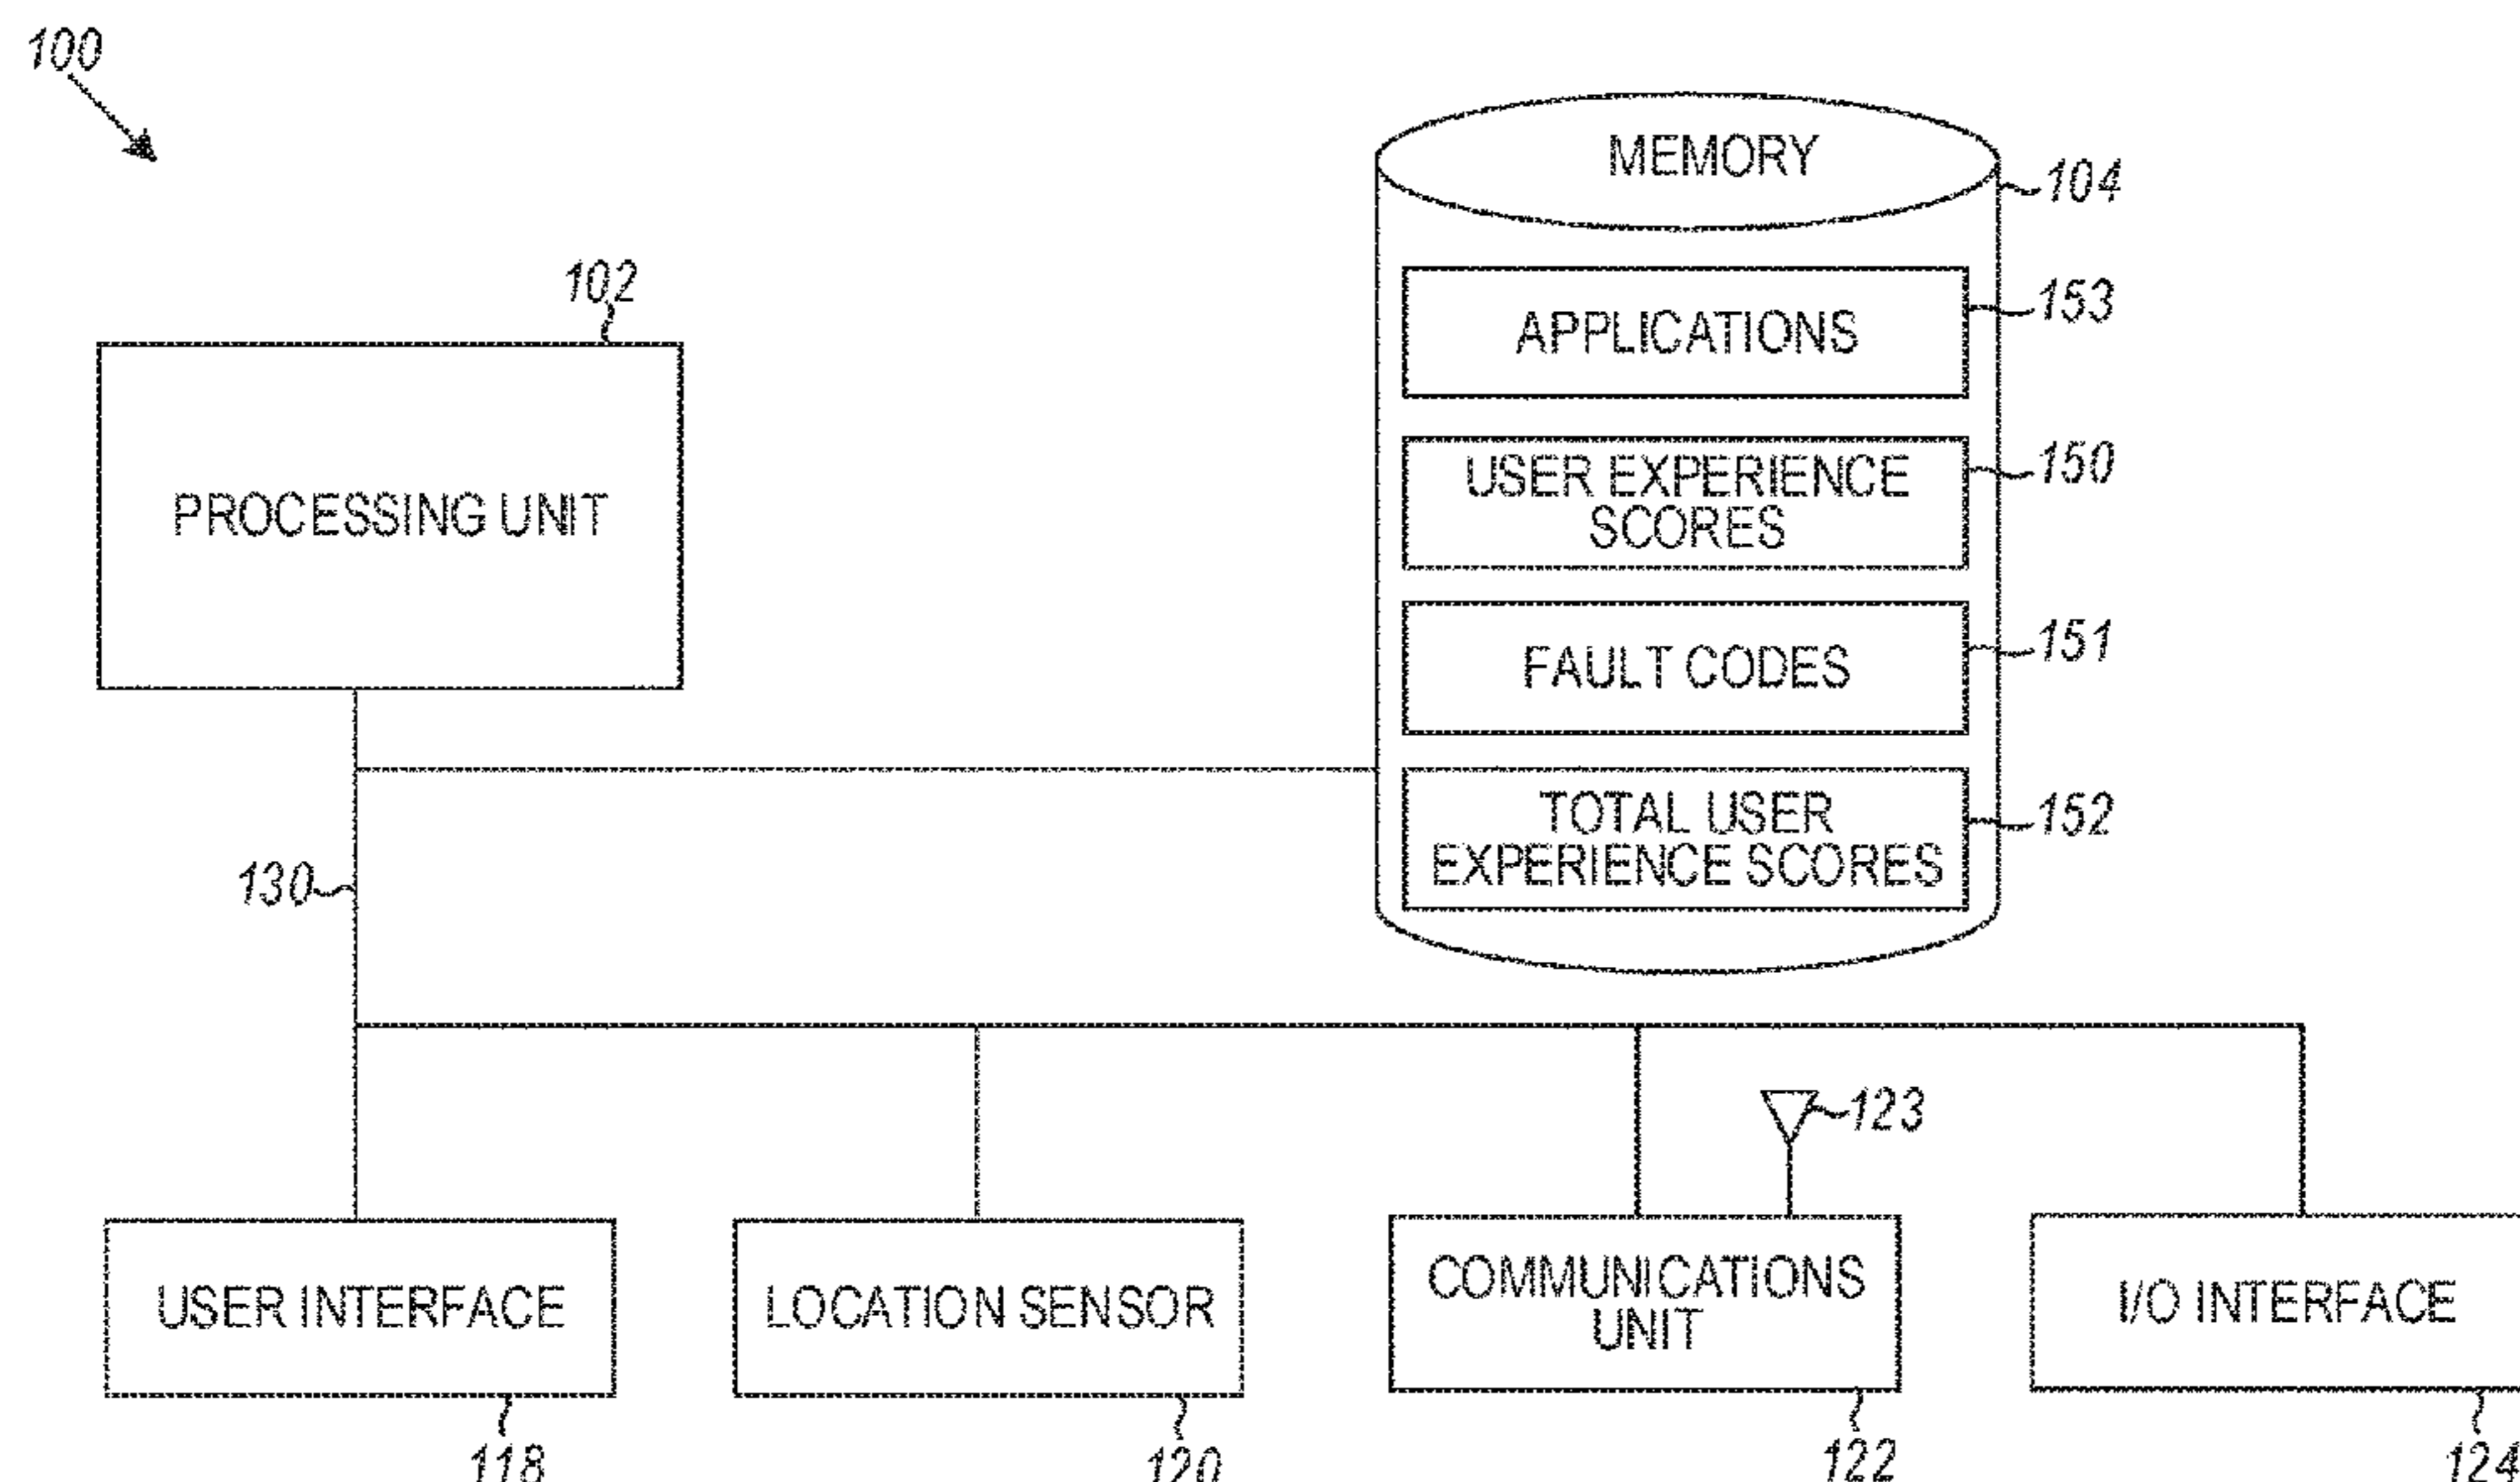 100
MEMORY
104
102
APPLICATIONS
153
PROCESSING UNIT
USER EXPERIENCE
SCORES
150
FAULT CODES
151
TOTAL USER
EXPERIENCE SCORES
152
130
123
USER INTERFACE
LOCATION SENSOR
COMMUNICATIONS
UNIT
I/O INTERFACE
118
120
122
124